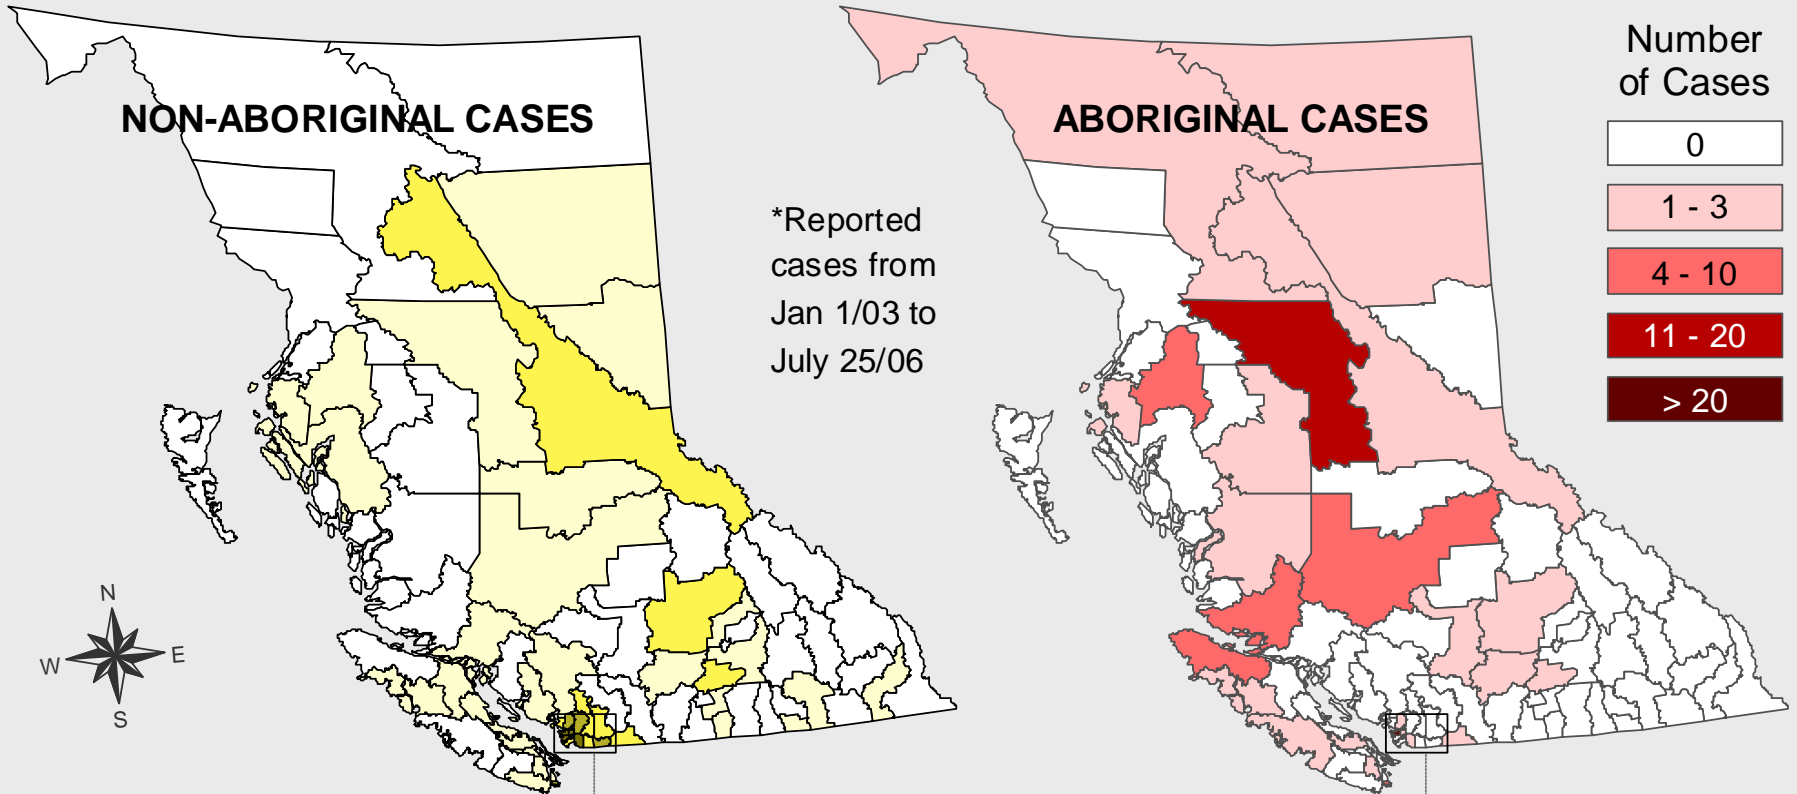 NON-ABORIGINAL CASES
ABORIGINAL CASES
*Reported
cases from
Jan 1/03 to
July 25/06
Number
of Cases
0
1 - 3
4 - 10
11 - 20
> 20
N
W
E
S